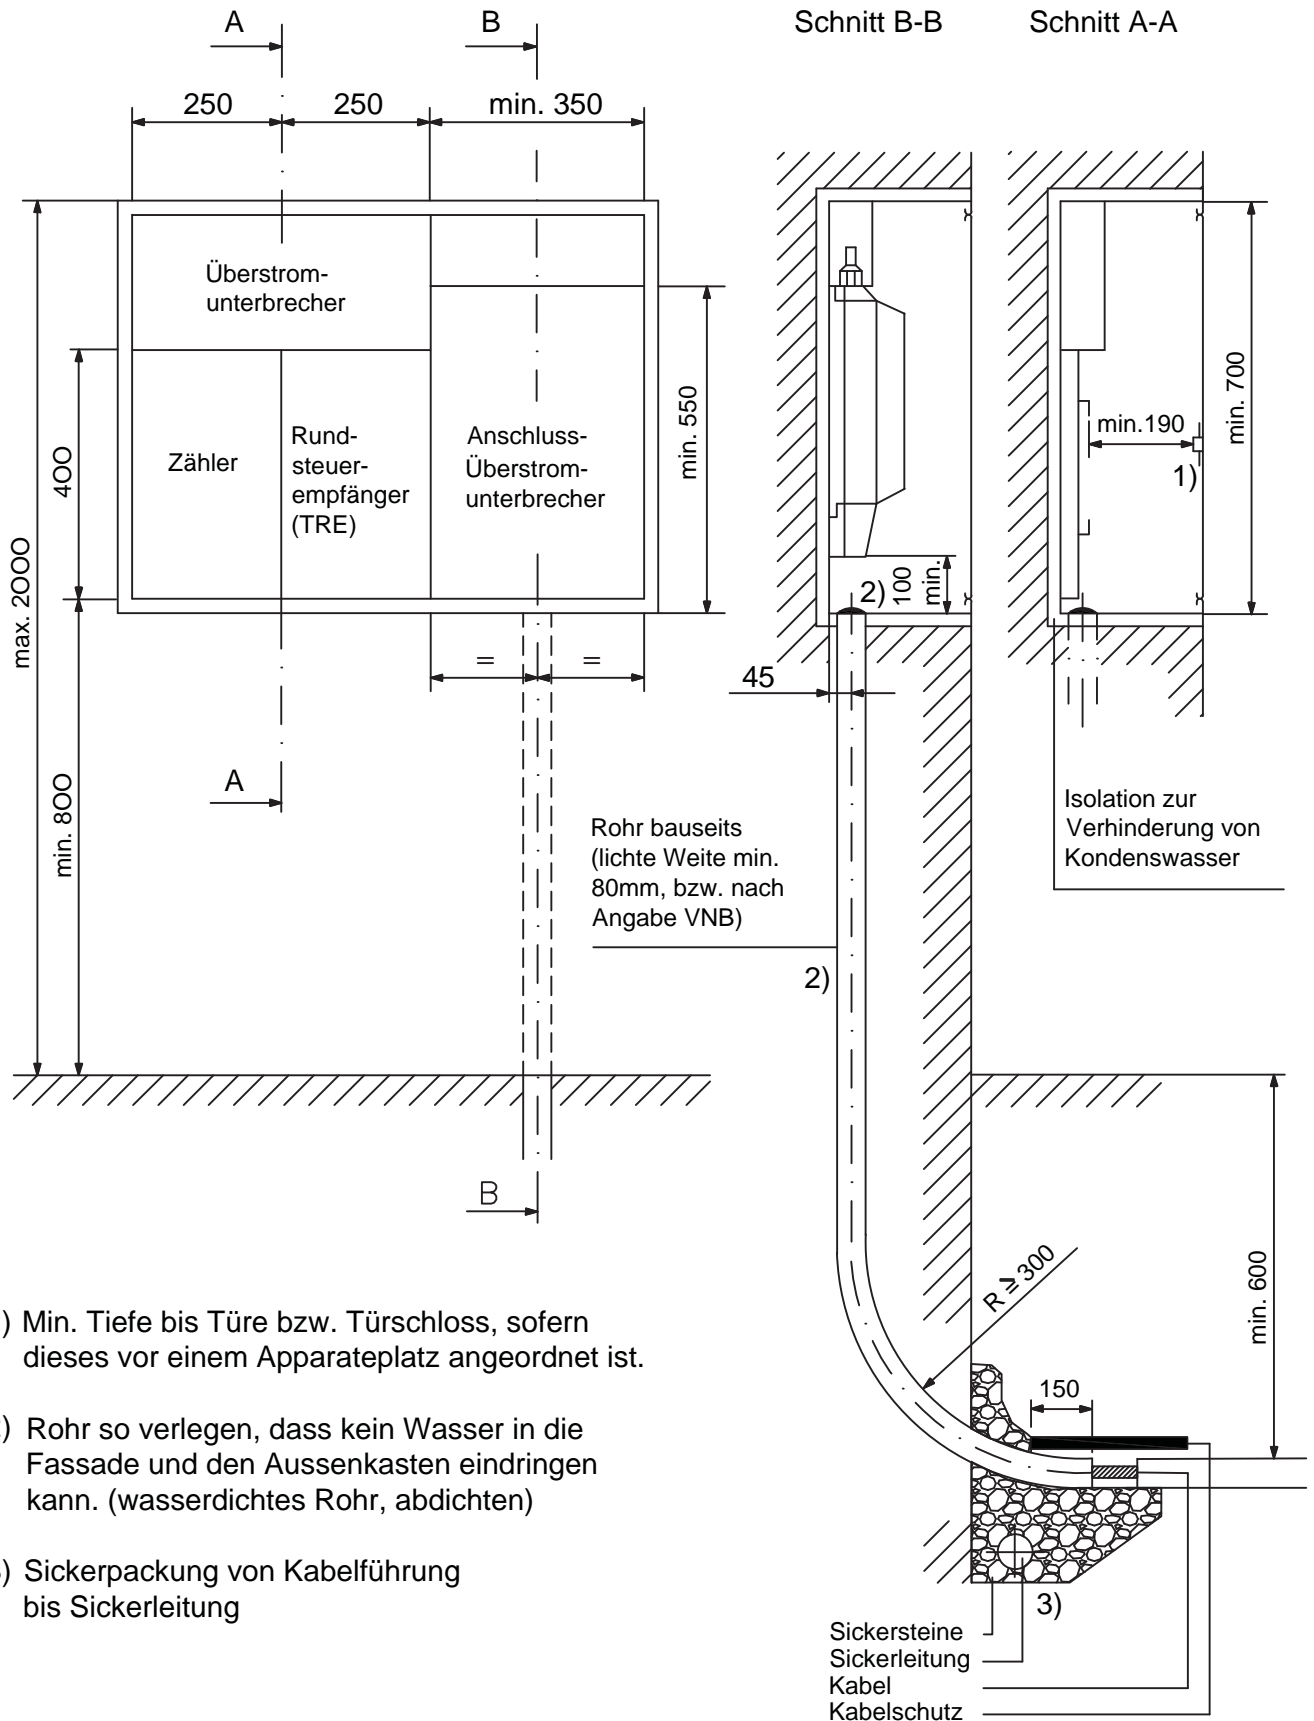 A
B
Schnitt B-B
Schnitt A-A
250
250
min. 350
Überstrom-
unterbrecher
Zähler
Rund-
steuer-
empfänger
(TRE)
Anschluss-
Überstrom-
unterbrecher
400
max. 2000
min. 800
min. 550
=
=
A
B
2)
100
min.
45
min.190
1)
min. 700
Isolation zur
Verhinderung von
Kondenswasser
Rohr bauseits
(lichte Weite min.
80mm, bzw. nach
Angabe VNB)
2)
R ≥ 300
min. 600
150
3)
Sickersteine
Sickerleitung
Kabel
Kabelschutz
) Min. Tiefe bis Türe bzw. Türschloss, sofern
dieses vor einem Apparateplatz angeordnet ist.
) Rohr so verlegen, dass kein Wasser in die
Fassade und den Aussenkasten eindringen
kann. (wasserdichtes Rohr, abdichten)
) Sickerpackung von Kabelführung
bis Sickerleitung